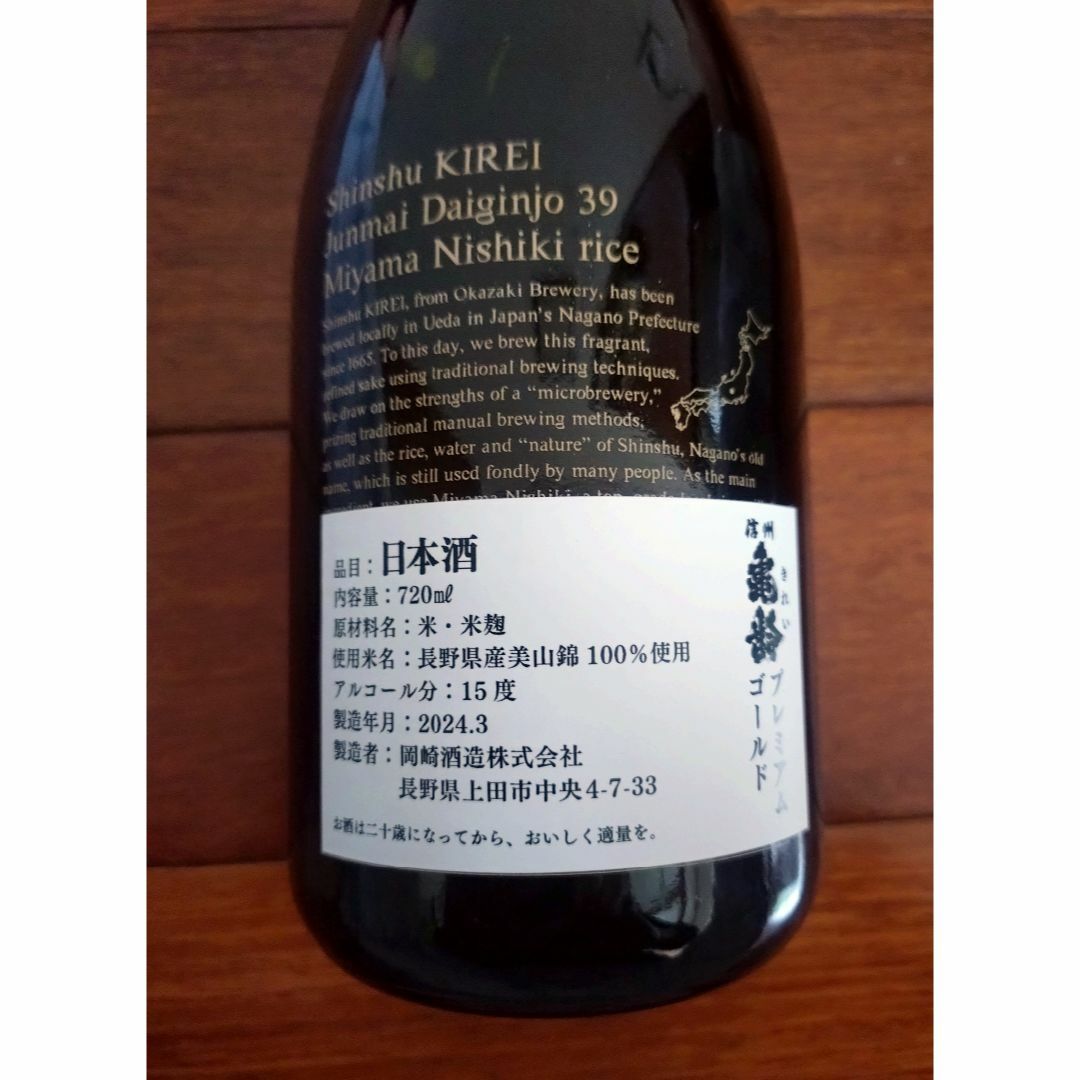 Shinshu KIREI
Junmai Daiginjo 39
Miyama Nishiki rice
Shinshu KIREI, from Okazaki Brewery, has been
brewed locally in Ueda in Japan's Nagano Prefecture
since 1665. To this day, we brew this fragrant,
refined sake using traditional brewing techniques.
We draw on the strengths of a “microbrewery,”
prizing traditional manual brewing methods,
as well as the rice, water and “nature” of Shinshu, Nagano's old
name, which is still used fondly by many people. As the main
we use Miyama Nishiki, a top
品目：日本酒
内容量：720㎖
原材料名：米・米麹
使用米名：長野県産美山錦 100％使用
アルコール分：15 度
製造年月：2024.3
製造者：岡崎酒造株式会社
長野県上田市中央4-7-33
お酒は二十歳になってから、おいしく適量を。
信州
亀齢
きれい
プレミアム
ゴールド